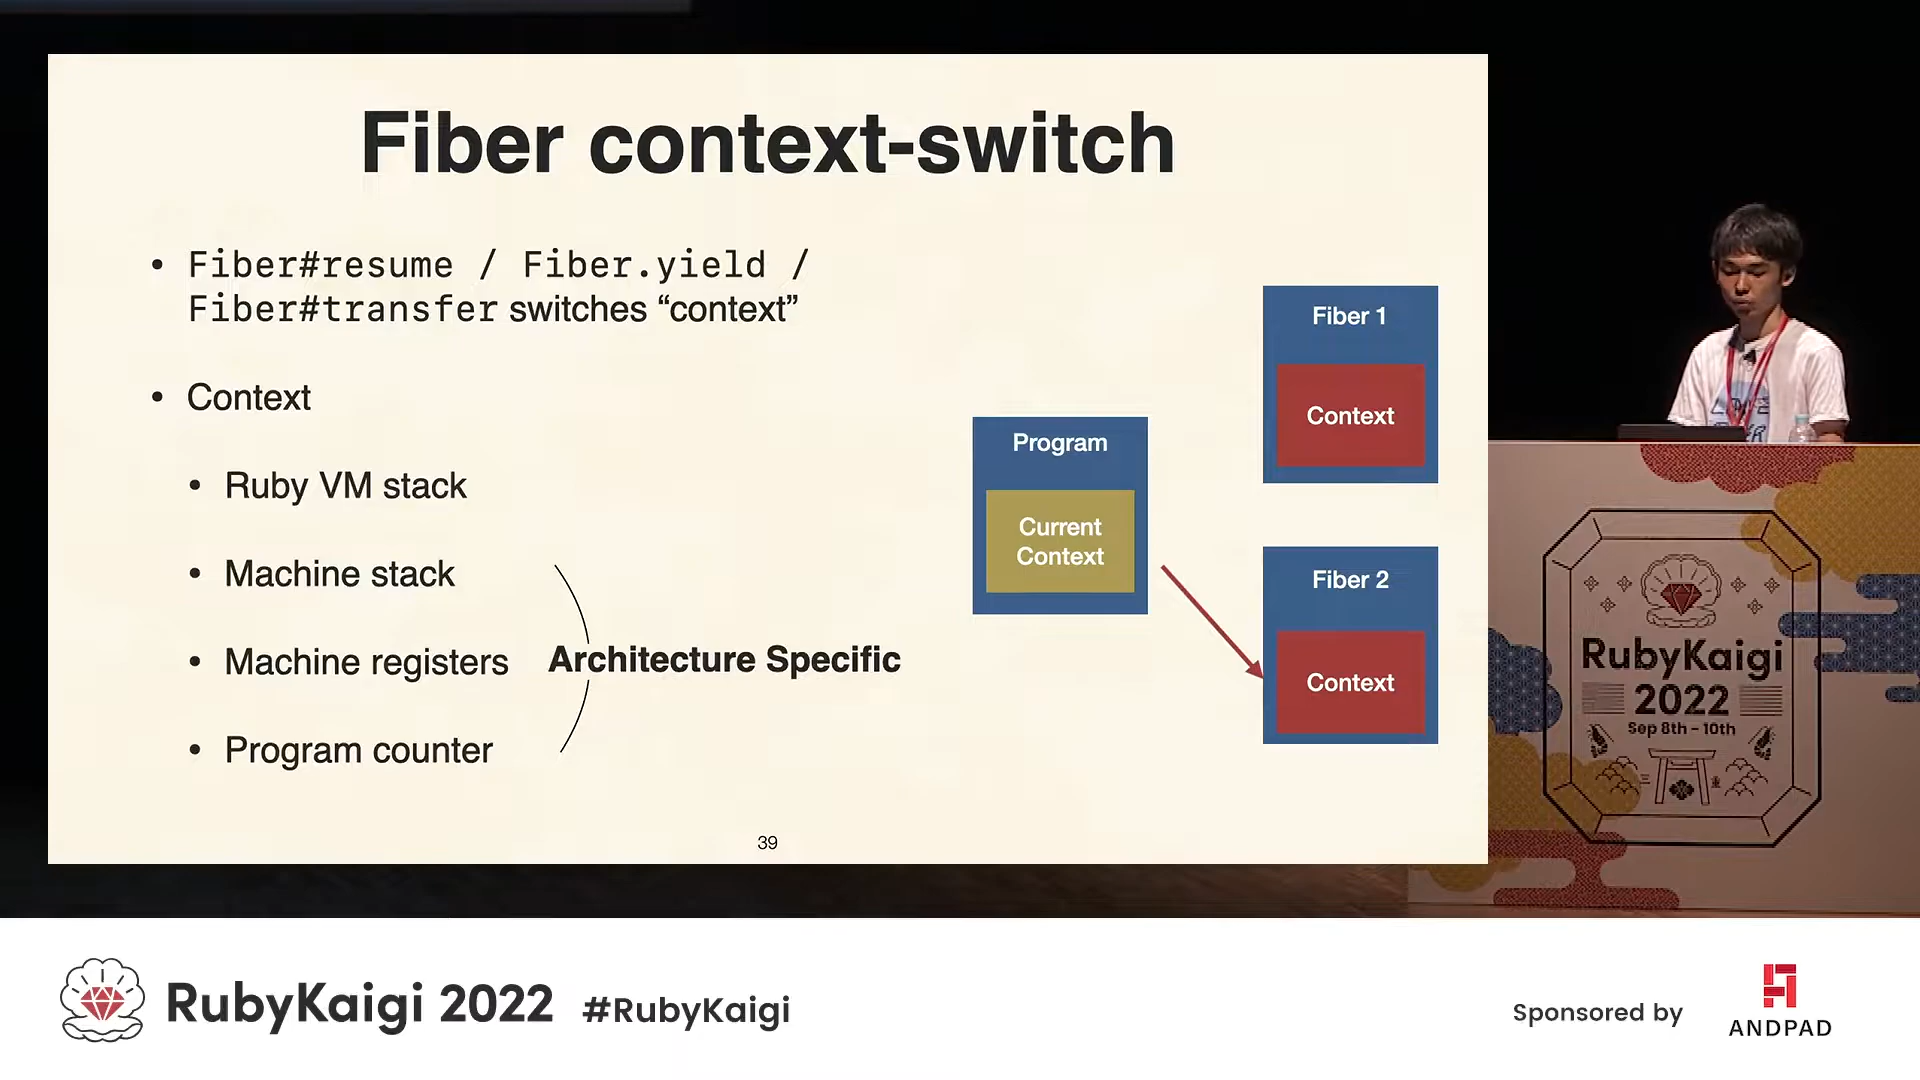 Fiber context-switch
• Fiber#resume / Fiber.yield /
Fiber#transfer switches “context”
• Context
• Ruby VM stack
• Machine stack
• Machine registers
• Program counter
Architecture Specific
Program
Current
Context
Fiber 1
Context
Fiber 2
Context
39
RubyKaigi
2022
Sep 8th - 10th
RubyKaigi 2022 #RubyKaigi
Sponsored by
ANDPAD